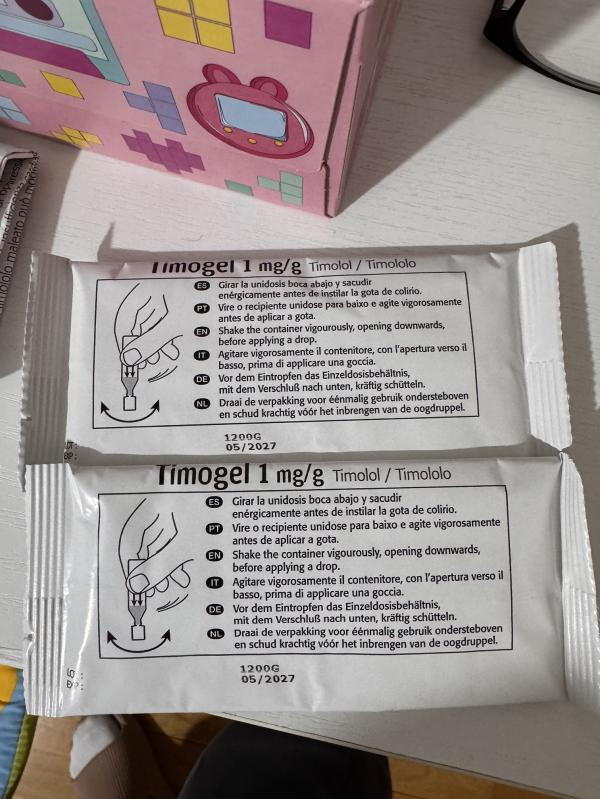 timololo maleato può
Timogel 1 mg/g Timolol / Timololo
ES Girar la unidosis boca abajo y sacudir
enérgicamente antes de instilar la gota de colirio.
PT Vire o recipiente unidose para baixo e agite vigorosamente
antes de aplicar a gota.
EN Shake the container vigourously, opening downwards,
before applying a drop.
IT Agitare vigorosamente il contenitore, con l'apertura verso il
basso, prima di applicare una goccia.
DE Vor dem Eintropfen das Einzeldosisbehältnis,
mit dem Verschluß nach unten, kräftig schütteln.
NL Draai de verpakking voor éénmalig gebruik ondersteboven
en schud krachtig vóór het inbrengen van de oogdruppel.
1200G
05/2027
Timogel 1 mg/g Timolol / Timololo
ES Girar la unidosis boca abajo y sacudir
enérgicamente antes de instilar la gota de colirio.
PT Vire o recipiente unidose para baixo e agite vigorosamente
antes de aplicar a gota.
EN Shake the container vigourously, opening downwards,
before applying a drop.
IT Agitare vigorosamente il contenitore, con l'apertura verso il
basso, prima di applicare una goccia.
DE Vor dem Eintropfen das Einzeldosisbehältnis,
mit dem Verschluß nach unten, kräftig schütteln.
NL Draai de verpakking voor éénmalig gebruik ondersteboven
en schud krachtig vóór het inbrengen van de oogdruppel.
1200G
05/2027